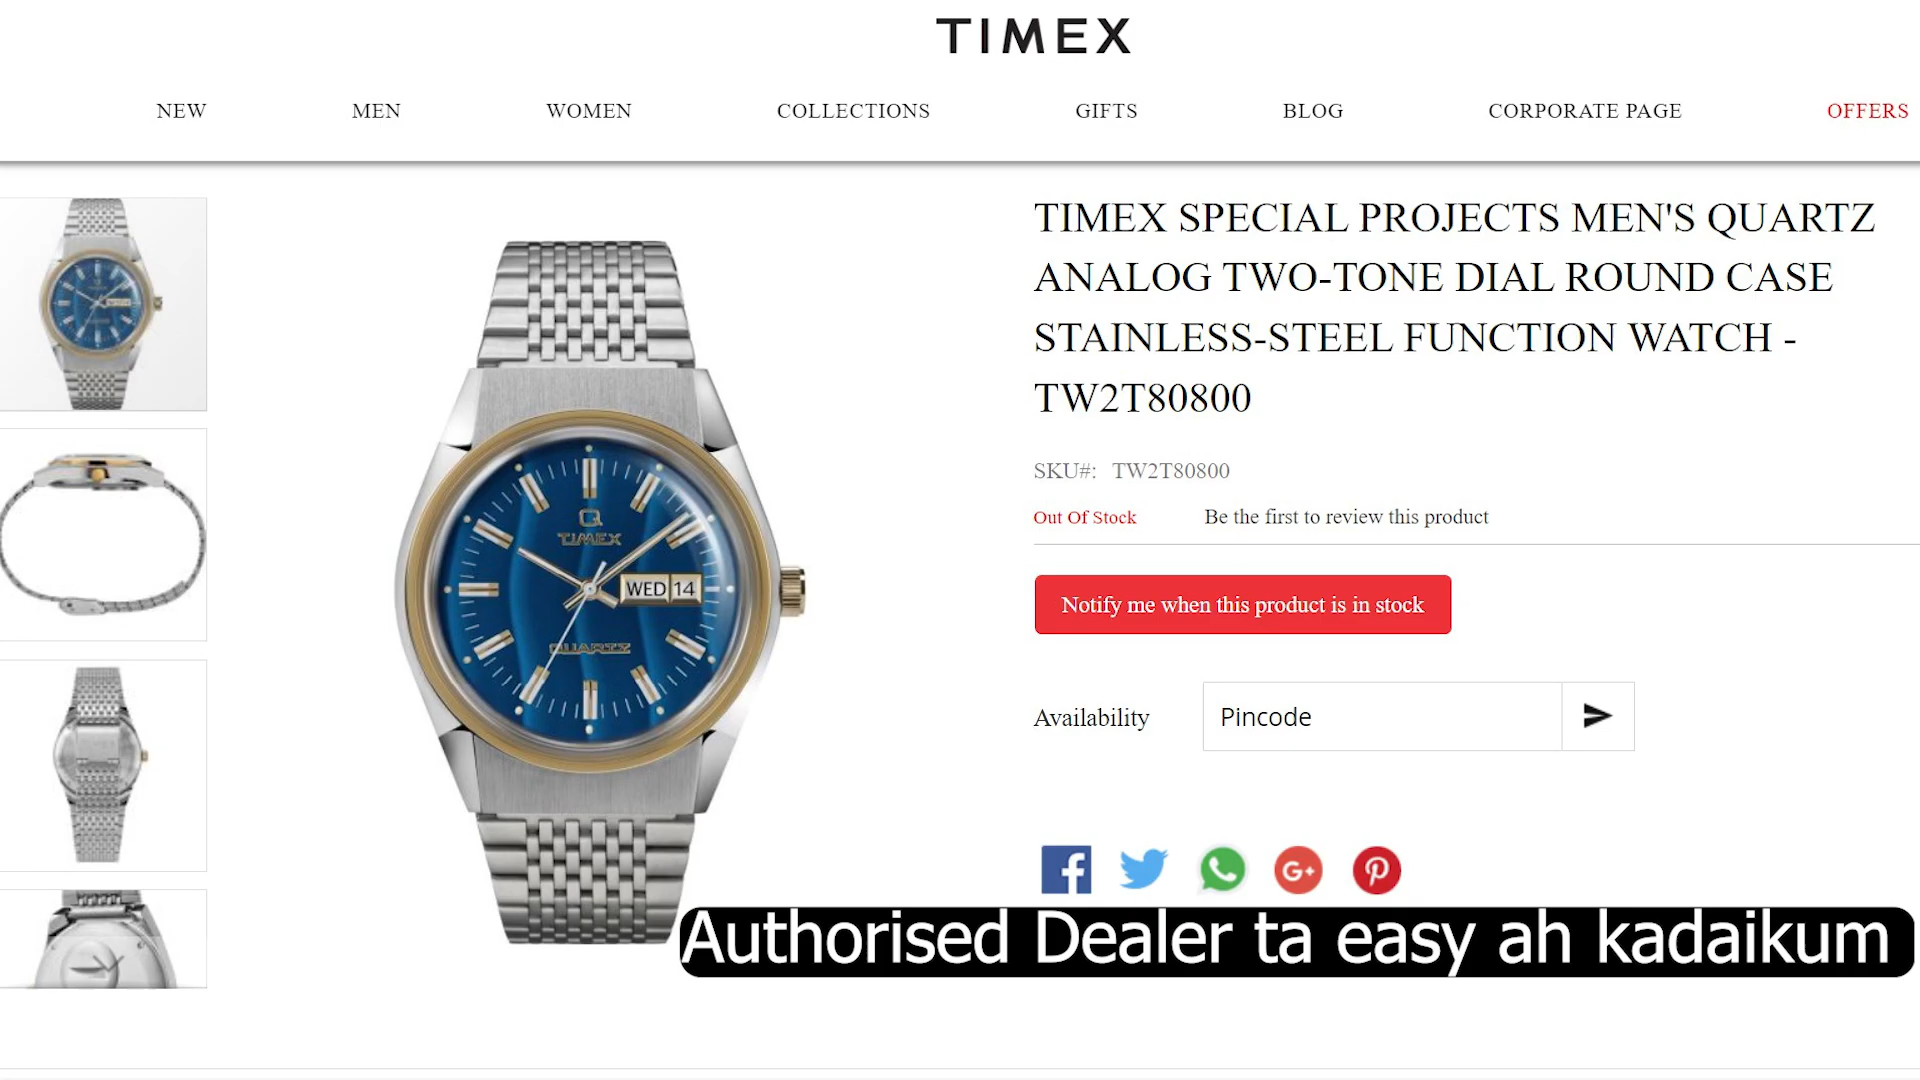 TIMEX
NEW MEN WOMEN COLLECTIONS GIFTS BLOG CORPORATE PAGE OFFERS
TIMEX SPECIAL PROJECTS MEN'S QUARTZ
ANALOG TWO-TONE DIAL ROUND CASE
STAINLESS-STEEL FUNCTION WATCH -
TW2T80800
SKU#: TW2T80800
Out Of Stock Be the first to review this product
Notify me when this product is in stock
Availability Pincode
Q
TIMEX
WED 14
QUARTZ
Authorised Dealer ta easy ah kadaikum